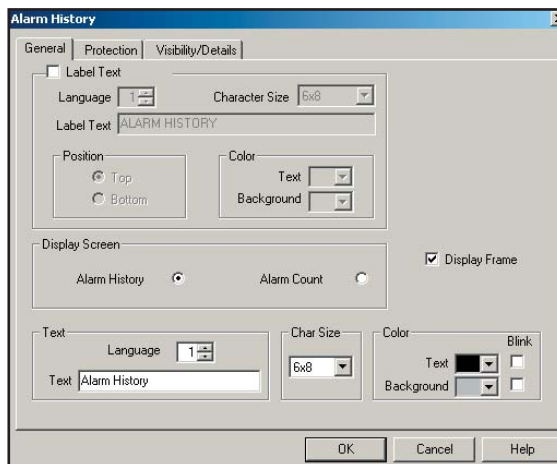 Alarm History
General Protection Visibility/Details
Label Text
Language 1 Character Size 6x8
Label Text ALARM HISTORY
Position
Top
Bottom
Color
Text
Background
Display Screen
Alarm History Alarm Count
Display Frame
Text
Language 1
Text Alarm History
Char Size
6x8
Color
Blink
Text
Background
OK Cancel Help